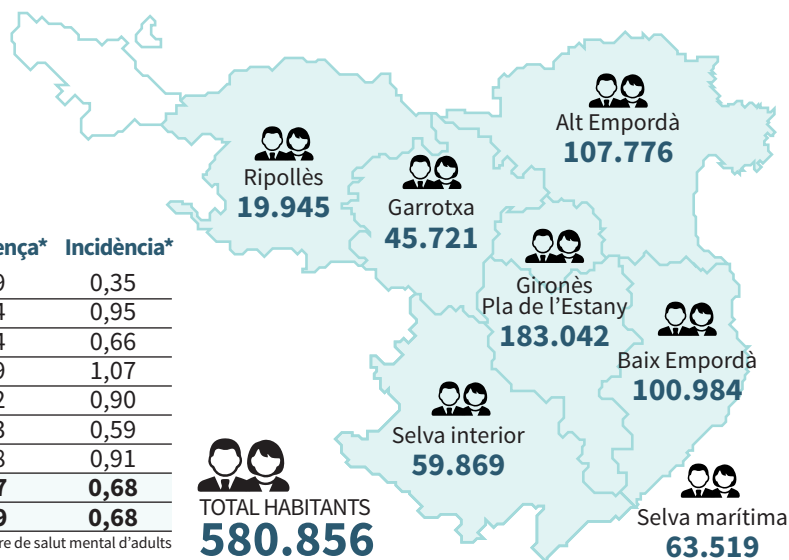 Alt Empordà
107.776
Ripollès
19.945
Garrotxa
45.721
Incidència*
0,35
0,95
0,66
1,07
0,90
0,59
0,91
0,68
0,68
re de salut mental d’adults
Gironès
Pla de l’Estany
183.042
Baix Empordà
100.984
Selva interior
59.869
TOTAL HABITANTS
580.856
Selva marítima
63.519